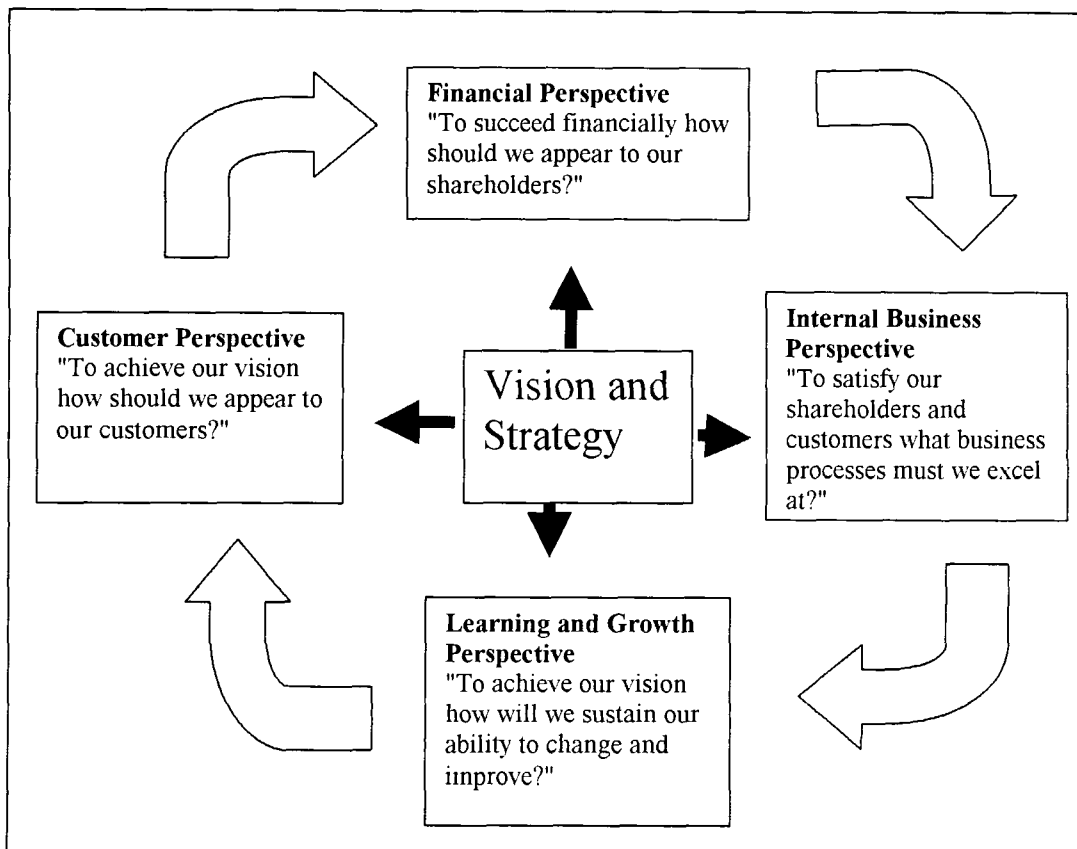 Financial Perspective
"To succeed financially how
should we appear to our
shareholders?"
Customer Perspective
"To achieve our vision
how should we appear to
our customers?"
Vision and
Strategy
Internal Business
Perspective
"To satisfy our
shareholders and
customers what business
processes must we excel
at?"
Learning and Growth
Perspective
"To achieve our vision
how will we sustain our
ability to change and
improve?"